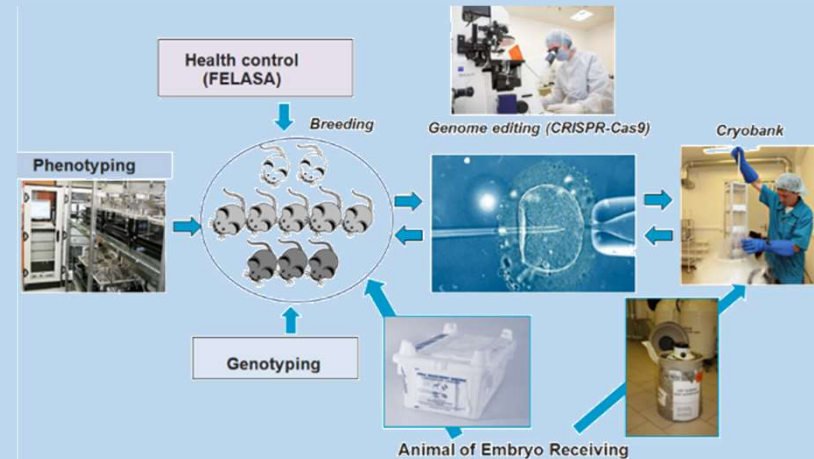 Health control
(FELASA)
Breeding
Genome editing (CRISPR-Cas9)
Cryobank
Phenotyping
Genotyping
Animal of Embryo Receiving